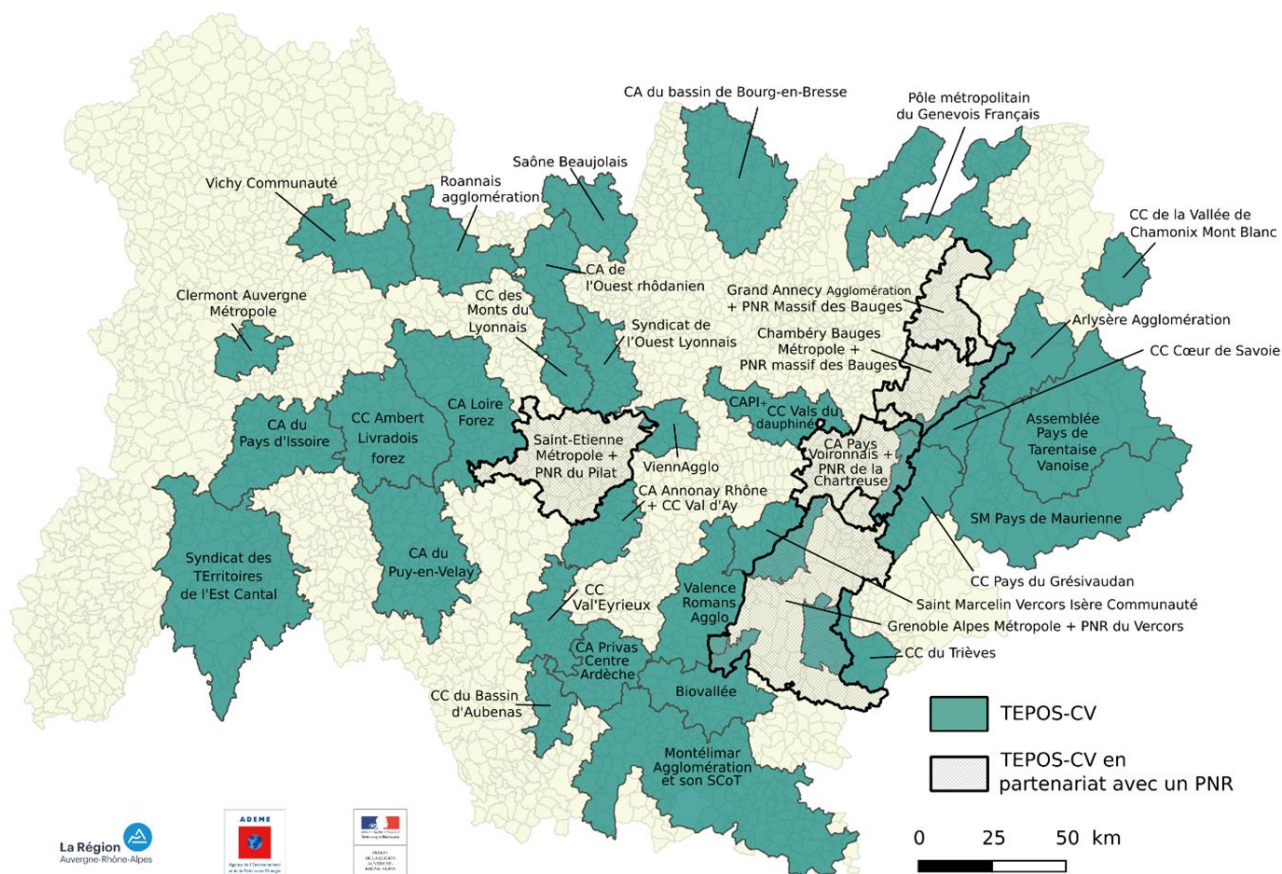 CA du bassin de Bourg-en-Bresse
Pôle métropolitain
du Genevois Français
Saône Beaujolais
Vichy Communauté
Roannais
agglomération
CC de la Vallée de
Chamonix Mont Blanc
CA de
l'Ouest rhôdanien
Clermont Auvergne
Métropole
CC des
Monts du
Lyonnais
Grand Annecy Agglomération
+ PNR Massif des Bauges
Arlysère Agglomération
Syndicat de
l'Ouest Lyonnais
Chambéry Bauges
Métropole +
PNR massif des Bauges
CC Cœur de Savoie
CAPI+
CC Vals du
dauphiné
CA du
Pays d'Issoire
CC Ambert
Livradois
forez
CA Loire
Forez
Saint-Etienne
Métropole +
PNR du Pilat
ViennAgglo
CA Pays
Voironnais +
PNR de la
Chartreuse
Assemblée
Pays de
Tarentaise
Vanoise
CA Annonay Rhône
+ CC Val d'Ay
SM Pays de Maurienne
Syndicat des
TErritoires
de l'Est Cantal
CA du
Puy-en-Velay
CC
Val'Eyrieux
Valence
Romans
Agglo
CC Pays du Grésivaudan
Saint Marcelin Vercors Isère Communauté
Grenoble Alpes Métropole + PNR du Vercors
CC du Trièves
CA Privas
Centre
Ardèche
CC du Bassin
d'Aubenas
Biovallée
Montélimar
Agglomération
et son SCoT
TEPOS-CV
TEPOS-CV en
partenariat avec un PNR
0 25 50 km
La Région
Auvergne-Rhône-Alpes
ADEME